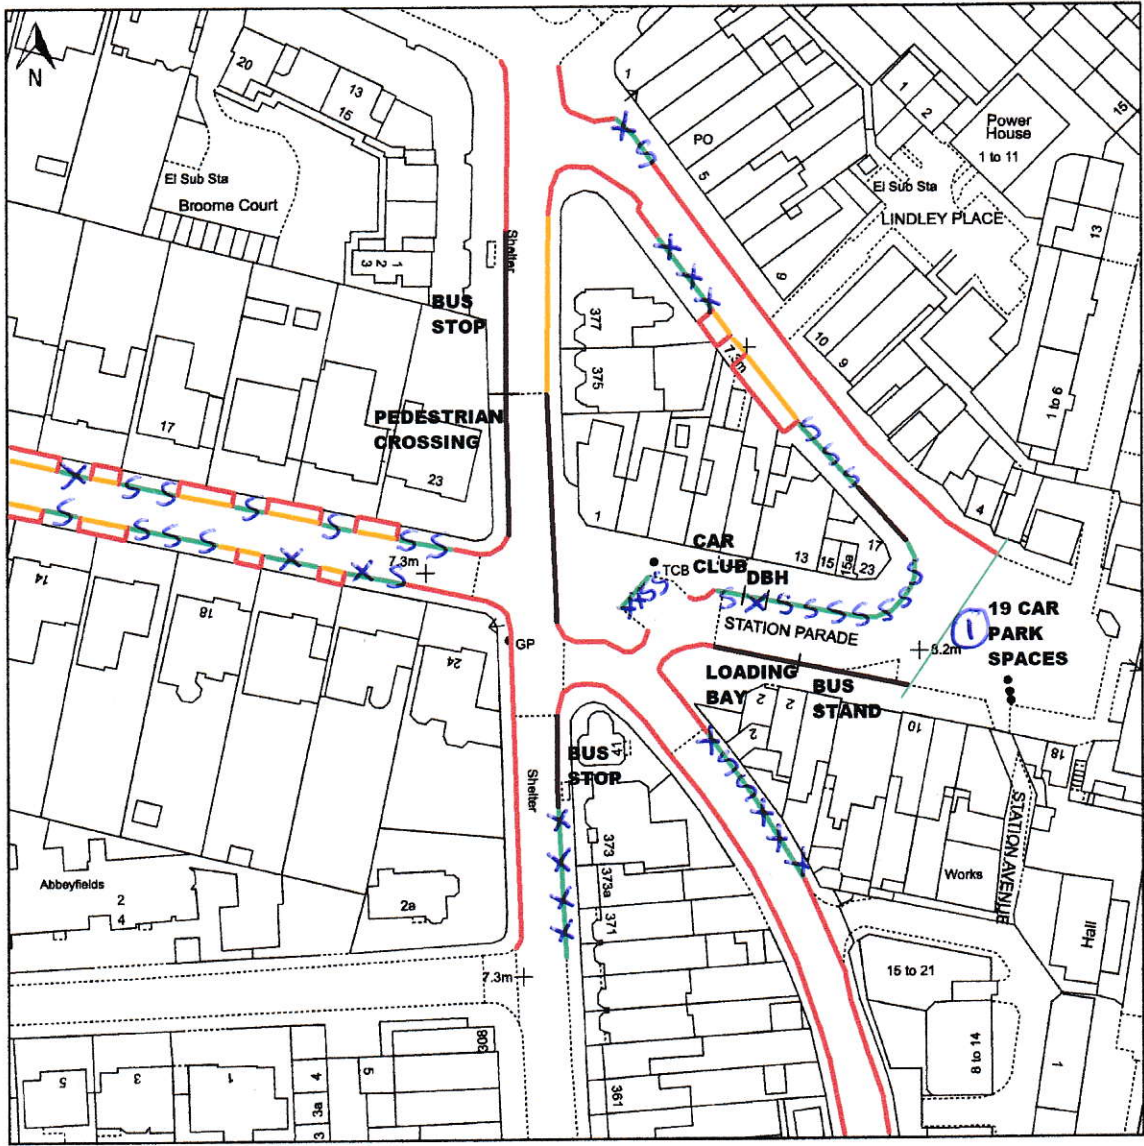 N
20
13
15
1
PO
5
1
2
Power
House
1 to 11
15
El Sub Sta
Broome Court
El Sub Sta
LINDLEY PLACE
13
3
2
1
Shelter
BUS
STOP
6
377
375
7.3m
10
9
1 to 6
17
PEDESTRIAN
CROSSING
23
4
1
13
15
15a
17
23
CAR
CLUB
TCB
DBH
7.3m
14
18
24
GP
STATION PARADE
1
19 CAR
PARK
SPACES
8.2m
LOADING
BAY
BUS
STAND
2
2
2
10
18
41
BUS
STOP
Shelter
STATION AVENUE
Works
Hall
373
373a
371
Abbeyfields
2
4
2a
7.3m
15 to 21
8 to 14
1
308
5
3
1
4
3a
3
5
361
X S
X X X
S S S
X S S S S S S
S S S S
X X S S
S X S S S S S S S
X S S S X X X
X X X X